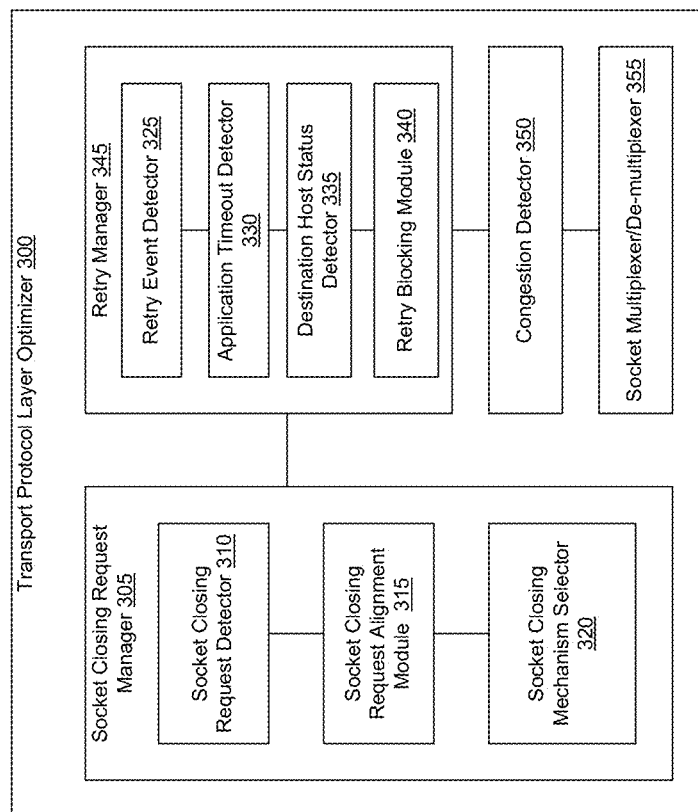 Transport Protocol Layer Optimizer 300
Socket Closing Request
Manager 305
Socket Closing
Request Detector 310
Socket Closing
Request Alignment
Module 315
Socket Closing
Mechanism Selector
320
Retry Manager 345
Retry Event Detector 325
Application Timeout Detector
330
Destination Host Status
Detector 335
Retry Blocking Module 340
Congestion Detector 350
Socket Multiplexer/De-multiplexer 355